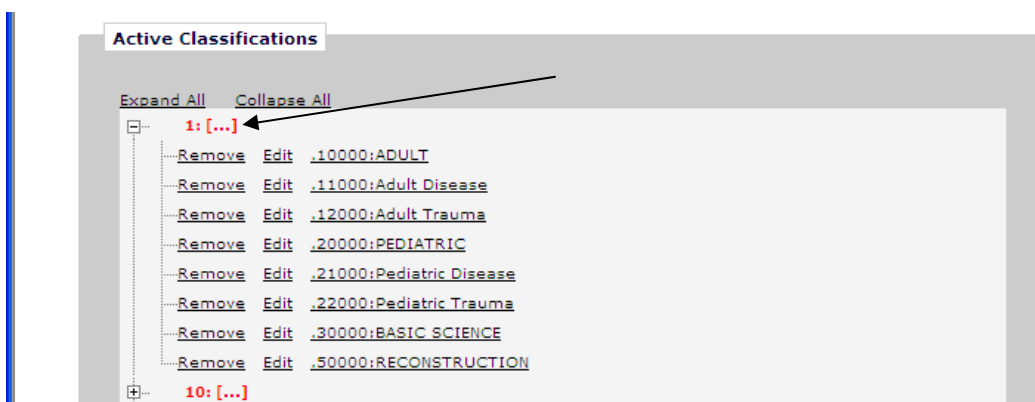 Active Classifications
Expand All Collapse All
1: [...]
Remove Edit .10000:ADULT
Remove Edit .11000:Adult Disease
Remove Edit .12000:Adult Trauma
Remove Edit .20000:PEDIATRIC
Remove Edit .21000:Pediatric Disease
Remove Edit .22000:Pediatric Trauma
Remove Edit .30000:BASIC SCIENCE
Remove Edit .50000:RECONSTRUCTION
10: [...]